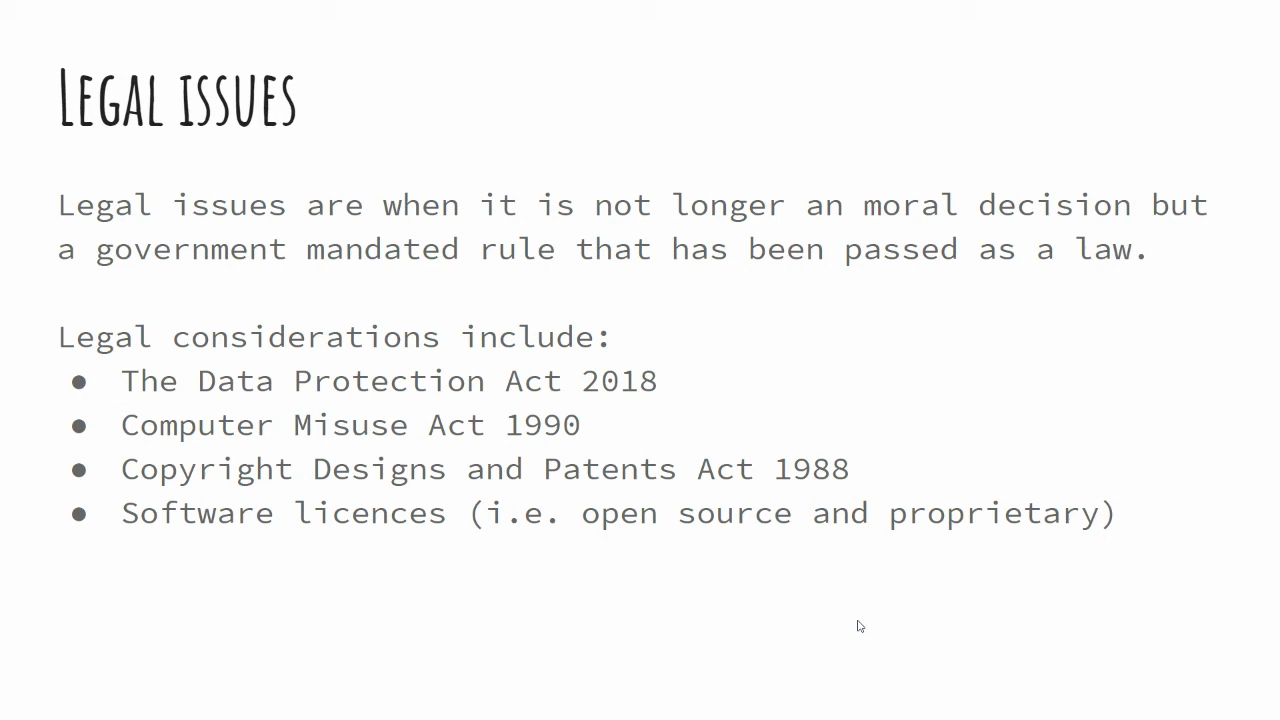 Legal issues
Legal issues are when it is not longer an moral decision but
a government mandated rule that has been passed as a law.
Legal considerations include:
● The Data Protection Act 2018
● Computer Misuse Act 1990
● Copyright Designs and Patents Act 1988
● Software licences (i.e. open source and proprietary)